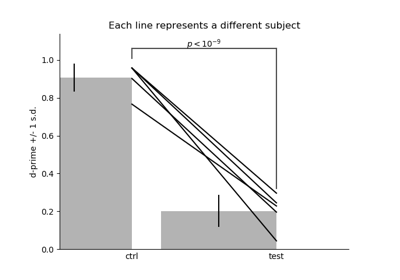 Each line represents a different subject
p < 10⁻⁹
1.0
0.8
0.6
0.4
0.2
0.0
d-prime +/- 1 s.d.
ctrl
test